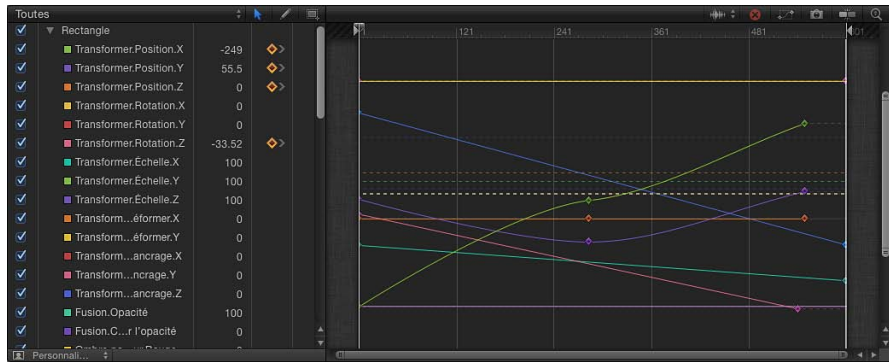 Toutes
Rectangle
Transformer.Position.X -249
Transformer.Position.Y 55.5
Transformer.Position.Z 0
Transformer.Rotation.X 0
Transformer.Rotation.Y 0
Transformer.Rotation.Z -33.52
Transformer.Échelle.X 100
Transformer.Échelle.Y 100
Transformer.Échelle.Z 100
Transform...éformer.X 0
Transform...éformer.Y 0
Transform...ancrage.X 0
Transform...ncrage.Y 0
Transform...ancrage.Z 0
Fusion.Opacité 100
Fusion.C...r l'opacité 0
Personnali...
1 121 241 361 481 601